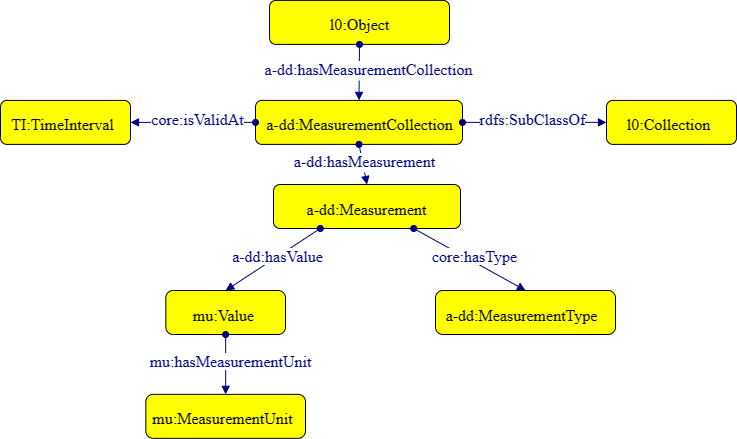 l0:Object
a-dd:hasMeasurementCollection
TI:TimeInterval
core:isValidAt
a-dd:MeasurementCollection
rdfs:SubClassOf
l0:Collection
a-dd:hasMeasurement
a-dd:Measurement
a-dd:hasValue
core:hasType
mu:Value
a-dd:MeasurementType
mu:hasMeasurementUnit
mu:MeasurementUnit